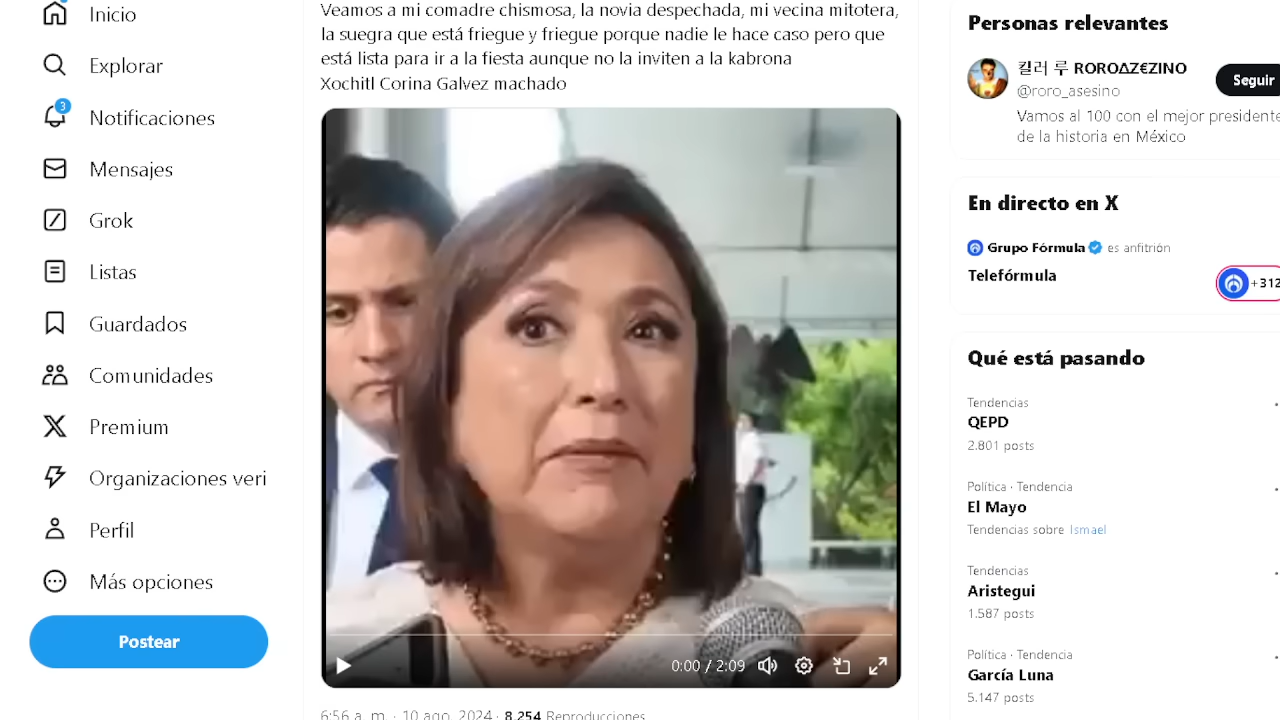 Inicio
Explorar
3
Notificaciones
Mensajes
Grok
Listas
Guardados
Comunidades
Premium
Organizaciones veri
Perfil
Más opciones
Postear
Veamos a mi comadre chismosa, la novia despechada, mi vecina mitotera,
la suegra que está friegue y friegue porque nadie le hace caso pero que
está lista para ir a la fiesta aunque no la inviten a la kabrona
Xochitl Corina Galvez machado
0:00 / 2:09
6:56 a. m. · 10 ago. 2024 · 8.254 Reproducciones
Personas relevantes
킬러 루 RORO∆Z€ZINO
@roro_asesino
Seguir
Vamos al 100 con el mejor presidente
de la historia en México
En directo en X
Grupo Fórmula es anfitrión
Telefórmula
+312
Qué está pasando
Tendencias
QEPD
2.801 posts
Política · Tendencia
El Mayo
Tendencias sobre Ismael
Tendencias
Aristegui
1.587 posts
Política · Tendencia
García Luna
5.147 posts